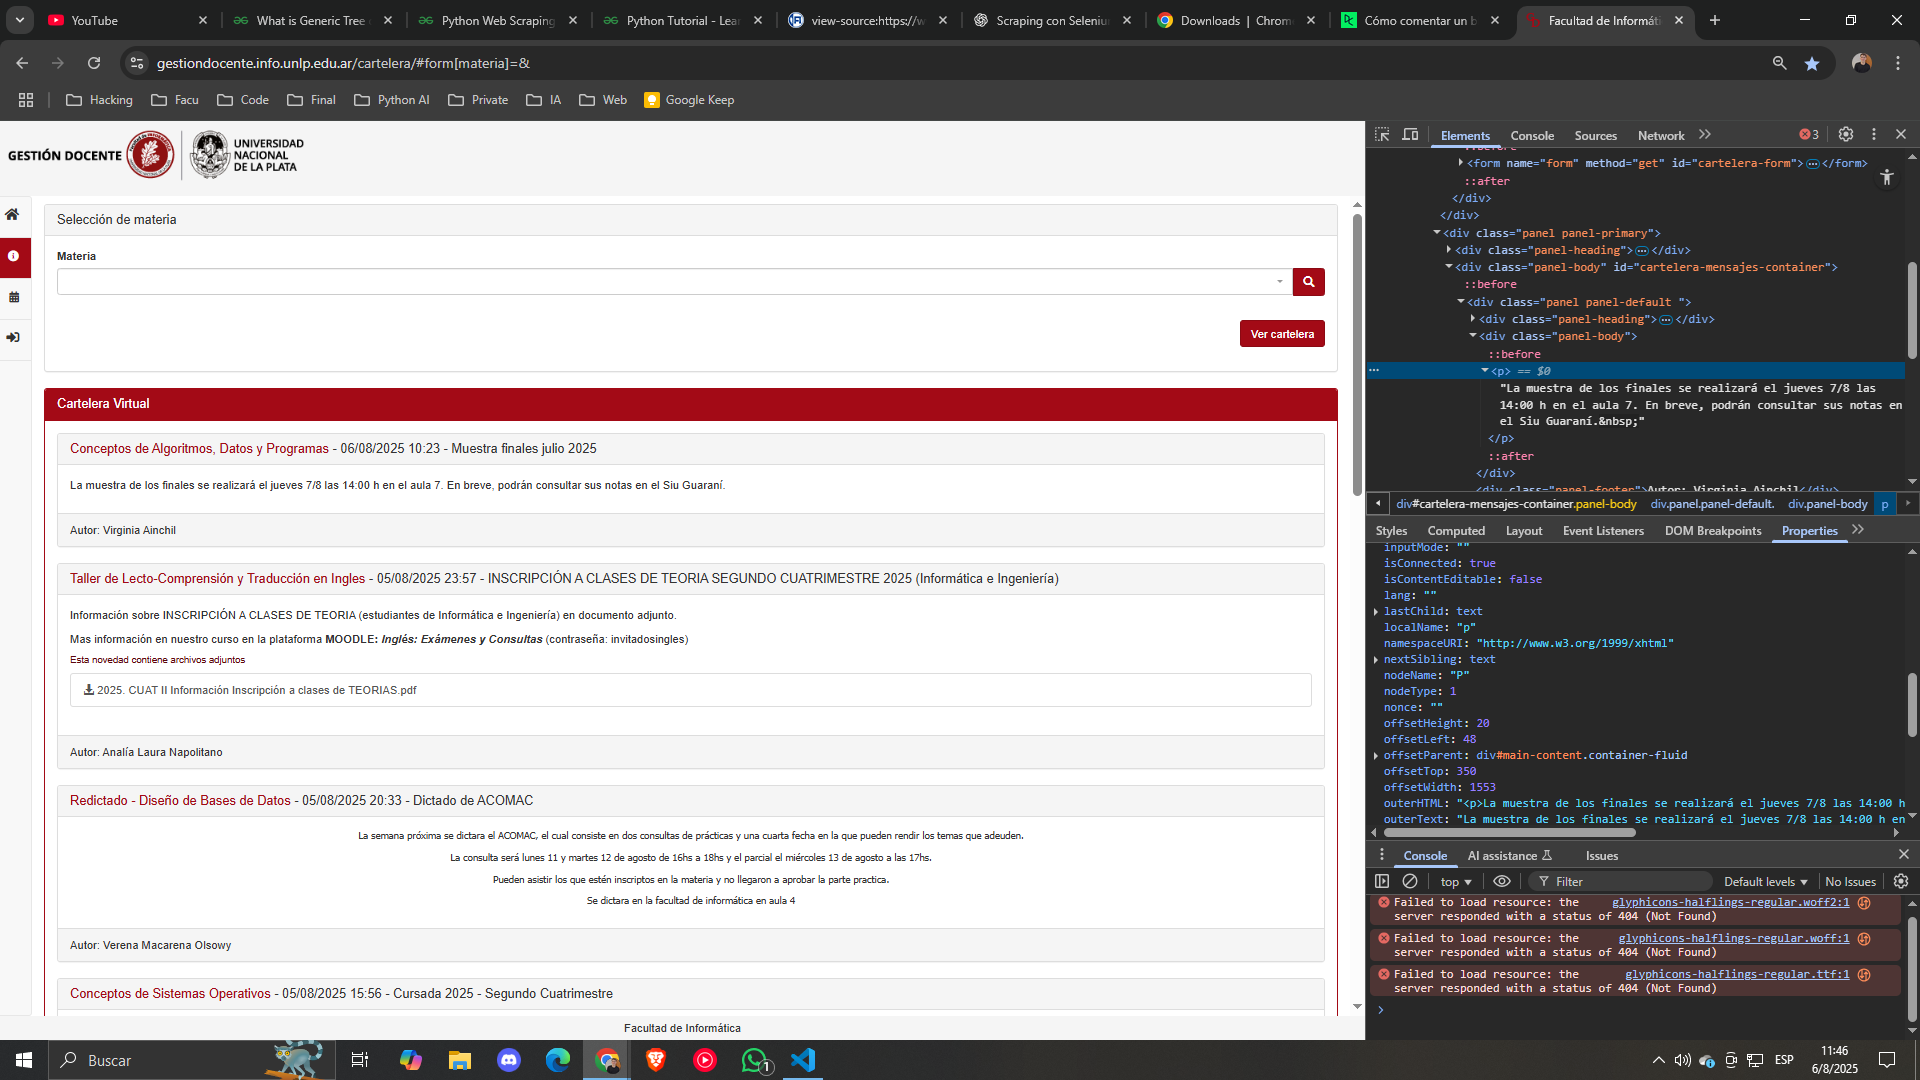 YouTube
What is Generic Tree
Python Web Scraping
Python Tutorial - Lear
view-source:https://w
Scraping con Seleniu
Downloads | Chrom
Cómo comentar un b
Facultad de Informáti
gestiondocente.info.unlp.edu.ar/cartelera/#form[materia]=&
Hacking
Facu
Code
Final
Python AI
Private
IA
Web
Google Keep
GESTIÓN DOCENTE
UNIVERSIDAD
NACIONAL
DE LA PLATA
Selección de materia
Materia
Ver cartelera
Cartelera Virtual
Conceptos de Algoritmos, Datos y Programas - 06/08/2025 10:23 - Muestra finales julio 2025
La muestra de los finales se realizará el jueves 7/8 las 14:00 h en el aula 7. En breve, podrán consultar sus notas en el Siu Guaraní.
Autor: Virginia Ainchil
Taller de Lecto-Comprensión y Traducción en Ingles - 05/08/2025 23:57 - INSCRIPCIÓN A CLASES DE TEORIA SEGUNDO CUATRIMESTRE 2025 (Informática e Ingeniería)
Información sobre INSCRIPCIÓN A CLASES DE TEORIA (estudiantes de Informática e Ingeniería) en documento adjunto.
Mas información en nuestro curso en la plataforma MOODLE: Inglés: Exámenes y Consultas (contraseña: invitadosingles)
Esta novedad contiene archivos adjuntos
2025. CUAT II Información Inscripción a clases de TEORIAS.pdf
Autor: Analía Laura Napolitano
Redictado - Diseño de Bases de Datos - 05/08/2025 20:33 - Dictado de ACOMAC
La semana próxima se dictara el ACOMAC, el cual consiste en dos consultas de prácticas y una cuarta fecha en la que pueden rendir los temas que adeuden.
La consulta será lunes 11 y martes 12 de agosto de 16hs a 18hs y el parcial el miércoles 13 de agosto a las 17hs.
Pueden asistir los que estén inscriptos en la materia y no llegaron a aprobar la parte practica.
Se dictara en la facultad de informática en aula 4
Autor: Verena Macarena Olsowy
Conceptos de Sistemas Operativos - 05/08/2025 15:56 - Cursada 2025 - Segundo Cuatrimestre
Facultad de Informática
Elements
Console
Sources
Network
3
::before
<form name="form" method="get" id="cartelera-form">…</form>
::after
</div>
</div>
<div class="panel panel-primary">
<div class="panel-heading">…</div>
<div class="panel-body" id="cartelera-mensajes-container">
::before
<div class="panel panel-default ">
<div class="panel-heading">…</div>
<div class="panel-body">
::before
<p> == $0
"La muestra de los finales se realizará el jueves 7/8 las
14:00 h en el aula 7. En breve, podrán consultar sus notas en
el Siu Guaraní.&nbsp;"
</p>
::after
</div>
<div class="panel-footer">Autor: Virginia Ainchil</div>
div#cartelera-mensajes-container.panel-body
div.panel.panel-default.
div.panel-body
p
Styles
Computed
Layout
Event Listeners
DOM Breakpoints
Properties
inputMode: ""
isConnected: true
isContentEditable: false
lang: ""
lastChild: text
localName: "p"
namespaceURI: "http://www.w3.org/1999/xhtml"
nextSibling: text
nodeName: "P"
nodeType: 1
nonce: ""
offsetHeight: 20
offsetLeft: 48
offsetParent: div#main-content.container-fluid
offsetTop: 350
offsetWidth: 1553
outerHTML: "<p>La muestra de los finales se realizará el jueves 7/8 las 14:00 h
outerText: "La muestra de los finales se realizará el jueves 7/8 las 14:00 h en
Console
AI assistance
Issues
top
Filter
Default levels
No Issues
Failed to load resource: the glyphicons-halflings-regular.woff2:1
server responded with a status of 404 (Not Found)
Failed to load resource: the glyphicons-halflings-regular.woff:1
server responded with a status of 404 (Not Found)
Failed to load resource: the glyphicons-halflings-regular.ttf:1
server responded with a status of 404 (Not Found)
Buscar
1
ESP
11:46
6/8/2025